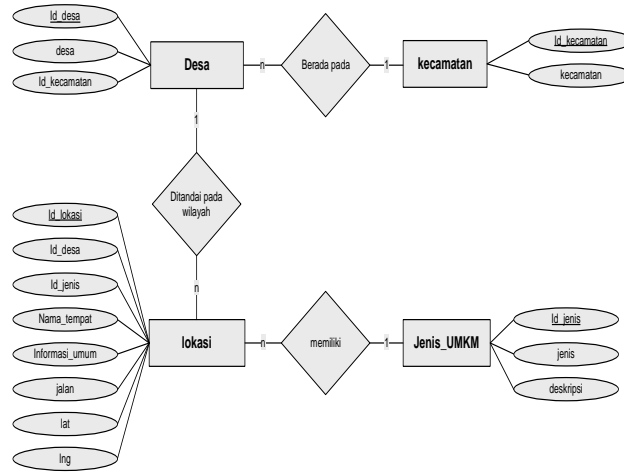 Id_desa
desa
Id_kecamatan
Desa
n
Berada pada
1
kecamatan
Id_kecamatan
kecamatan
1
Ditandai pada
wilayah
n
Id_lokasi
Id_desa
Id_jenis
Nama_tempat
Informasi_umum
jalan
lat
lng
lokasi
n
memiliki
1
Jenis_UMKM
Id_jenis
jenis
deskripsi